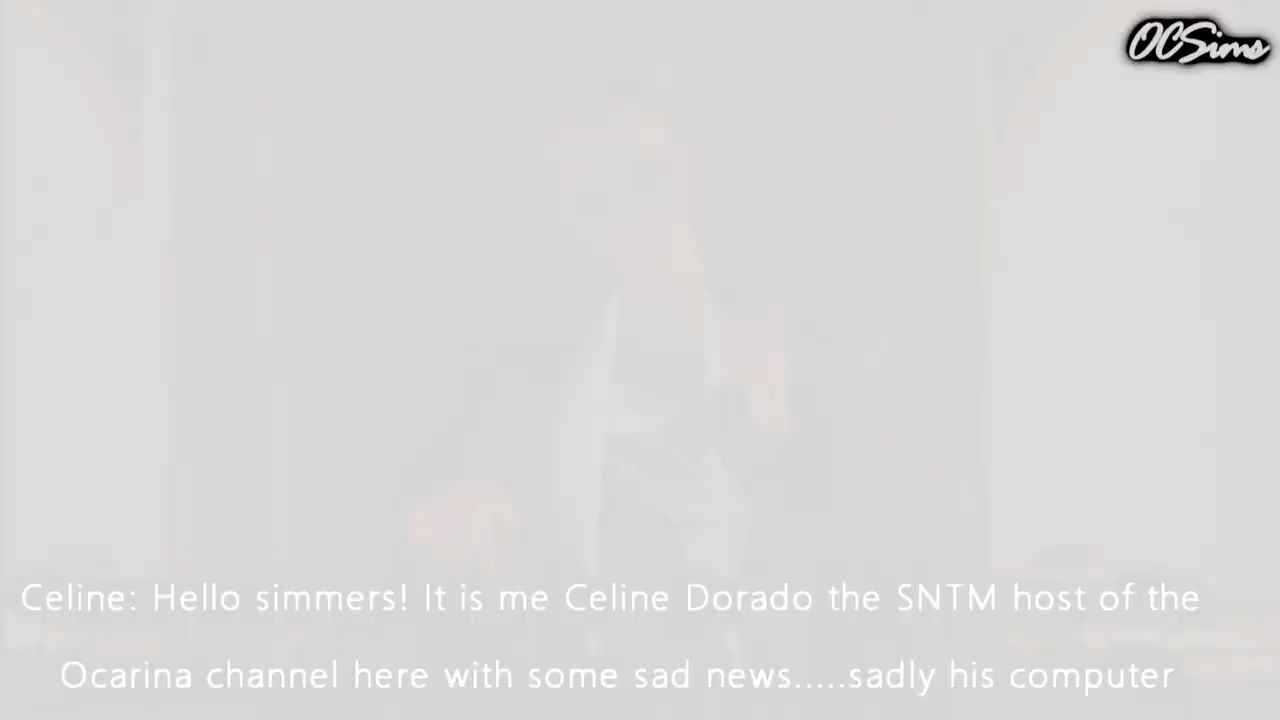 OCSims
Celine: Hello simmers! It is me Celine Dorado the SNTM host of the
Ocarina channel here with some sad news.....sadly his computer